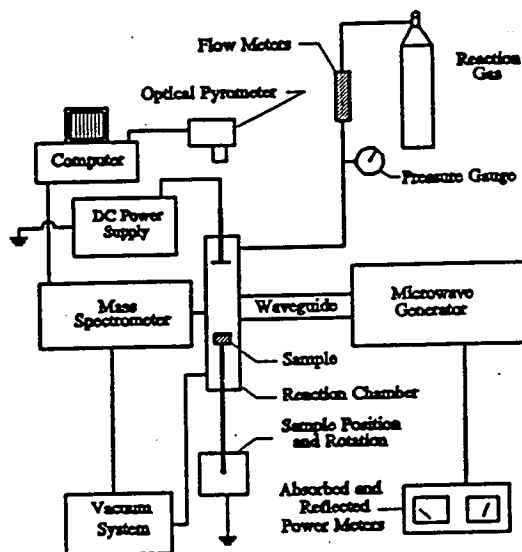 Flow Meters
Reaction
Gas
Optical Pyrometer
Computer
Pressure Gauge
DC Power
Supply
Mass
Spectrometer
Waveguide
Microwave
Generator
Sample
Reaction Chamber
Sample Position
and Rotation
Vacuum
System
Absorbed and
Reflected
Power Meters